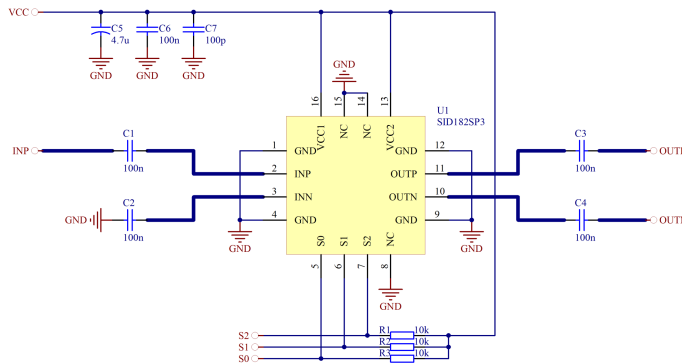 VCC
C5
4.7u
C6
100n
C7
100p
GND
GND
GND
GND
U1
SID182SP3
16
15
14
13
VCC1
NC
NC
VCC2
INP
C1
100n
1
GND
2
INP
3
INN
4
GND
GND
12
OUTP
11
OUTN
10
GND
9
C3
100n
OUT
GND
C2
100n
C4
100n
OUT
GND
GND
S0
S1
S2
NC
5
6
7
8
GND
S2
R1
10k
S1
R2
10k
S0
R3
10k